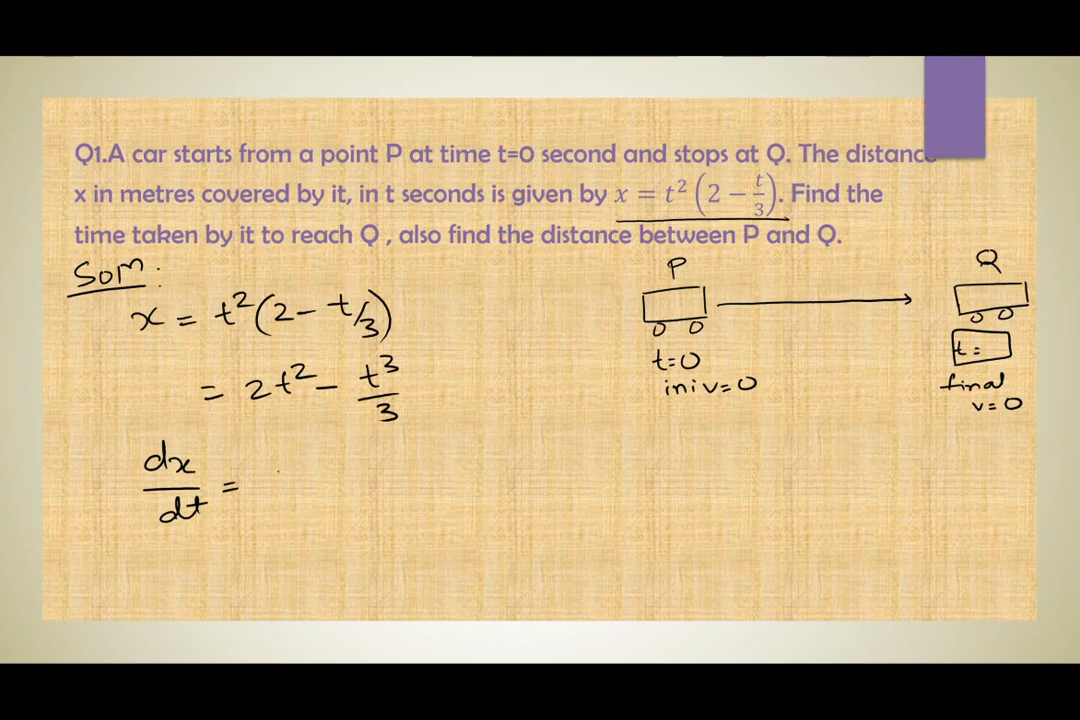 Q1.A car starts from a point P at time t=0 second and stops at Q. The distance
x in metres covered by it, in t seconds is given by x = t² (2 − t/3). Find the
time taken by it to reach Q , also find the distance between P and Q.
Som:
P
Q
x = t² (2 - t/3)
t=0
t =
= 2t² - t³/3
ini v=0
final
v=0
dx/dt =